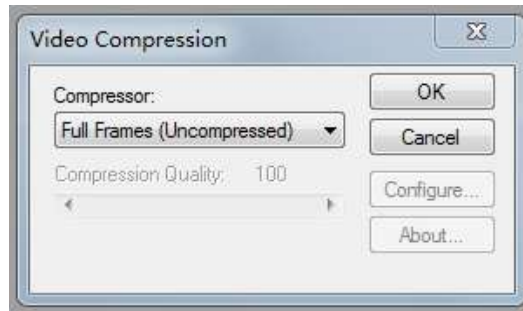 Video Compression
Compressor:
Full Frames (Uncompressed)
Compression Quality: 100
OK
Cancel
Configure...
About...